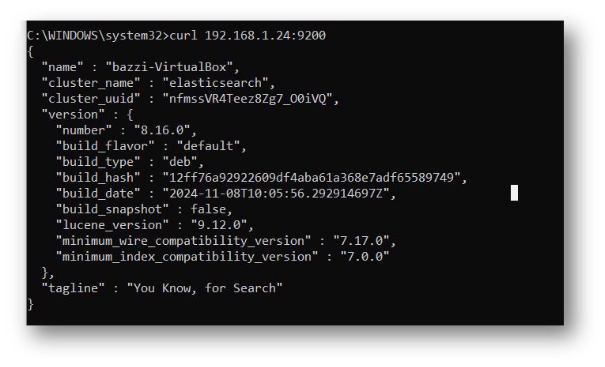 C:\WINDOWS\system32>curl 192.168.1.24:9200
{
  "name" : "bazzi-VirtualBox",
  "cluster_name" : "elasticsearch",
  "cluster_uuid" : "nfmssVR4Teez8Zg7_O0iVQ",
  "version" : {
    "number" : "8.16.0",
    "build_flavor" : "default",
    "build_type" : "deb",
    "build_hash" : "12ff76a92922609df4aba61a368e7adf65589749",
    "build_date" : "2024-11-08T10:05:56.292914697Z",
    "build_snapshot" : false,
    "lucene_version" : "9.12.0",
    "minimum_wire_compatibility_version" : "7.17.0",
    "minimum_index_compatibility_version" : "7.0.0"
  },
  "tagline" : "You Know, for Search"
}